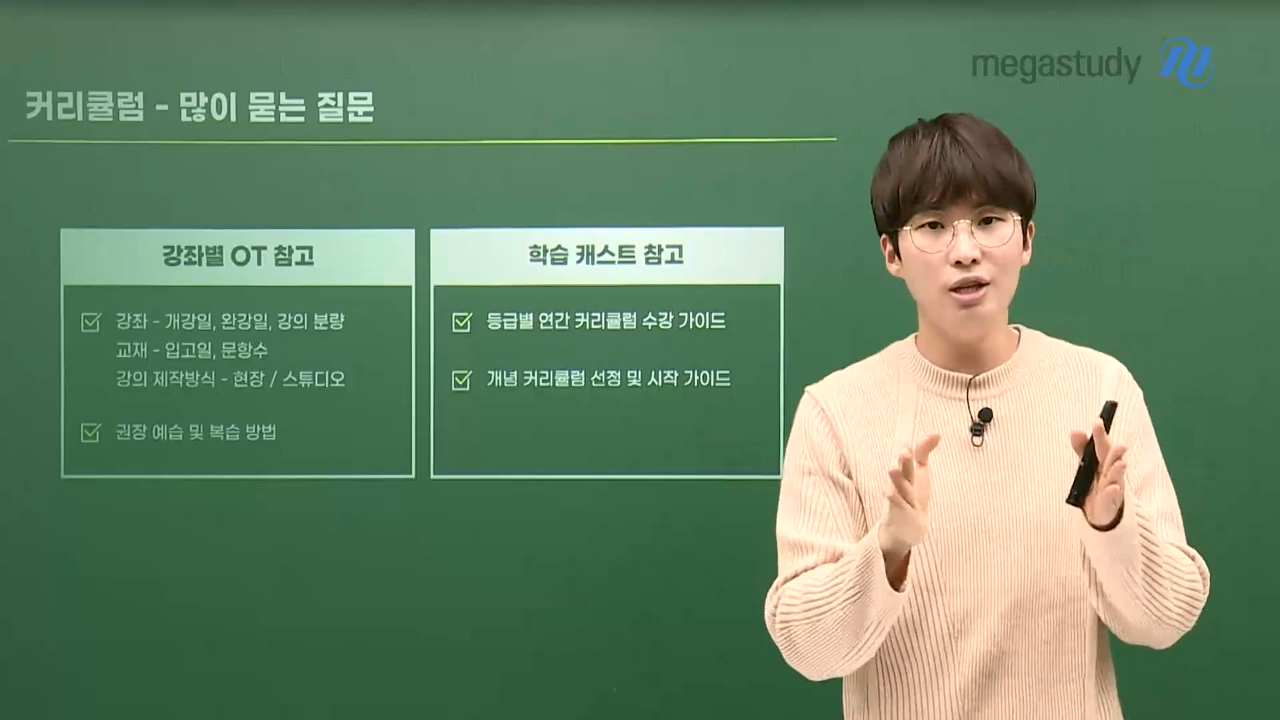 megastudy
커리큘럼 - 많이 묻는 질문
강좌별 OT 참고
강좌 - 개강일, 완강일, 강의 분량
교재 - 입고일, 문항수
강의 제작방식 - 현장 / 스튜디오
권장 예습 및 복습 방법
학습 캐스트 참고
등급별 연간 커리큘럼 수강 가이드
개념 커리큘럼 선정 및 시작 가이드